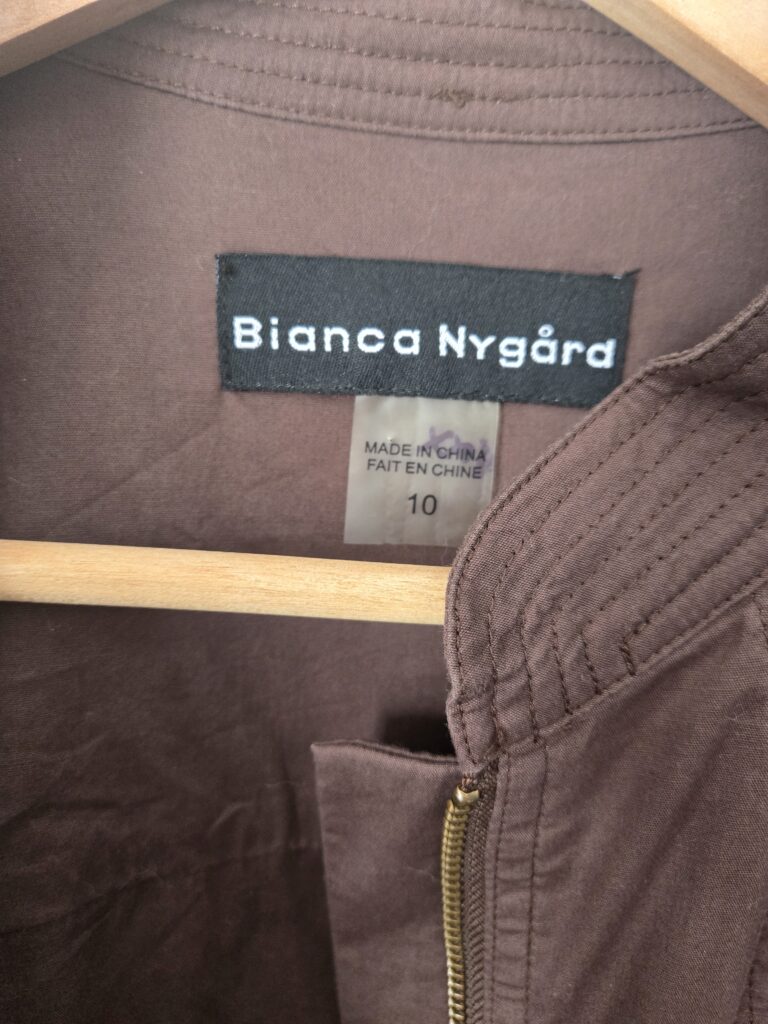 Bianca Nygård
MADE IN CHINA
FAIT EN CHINE
10